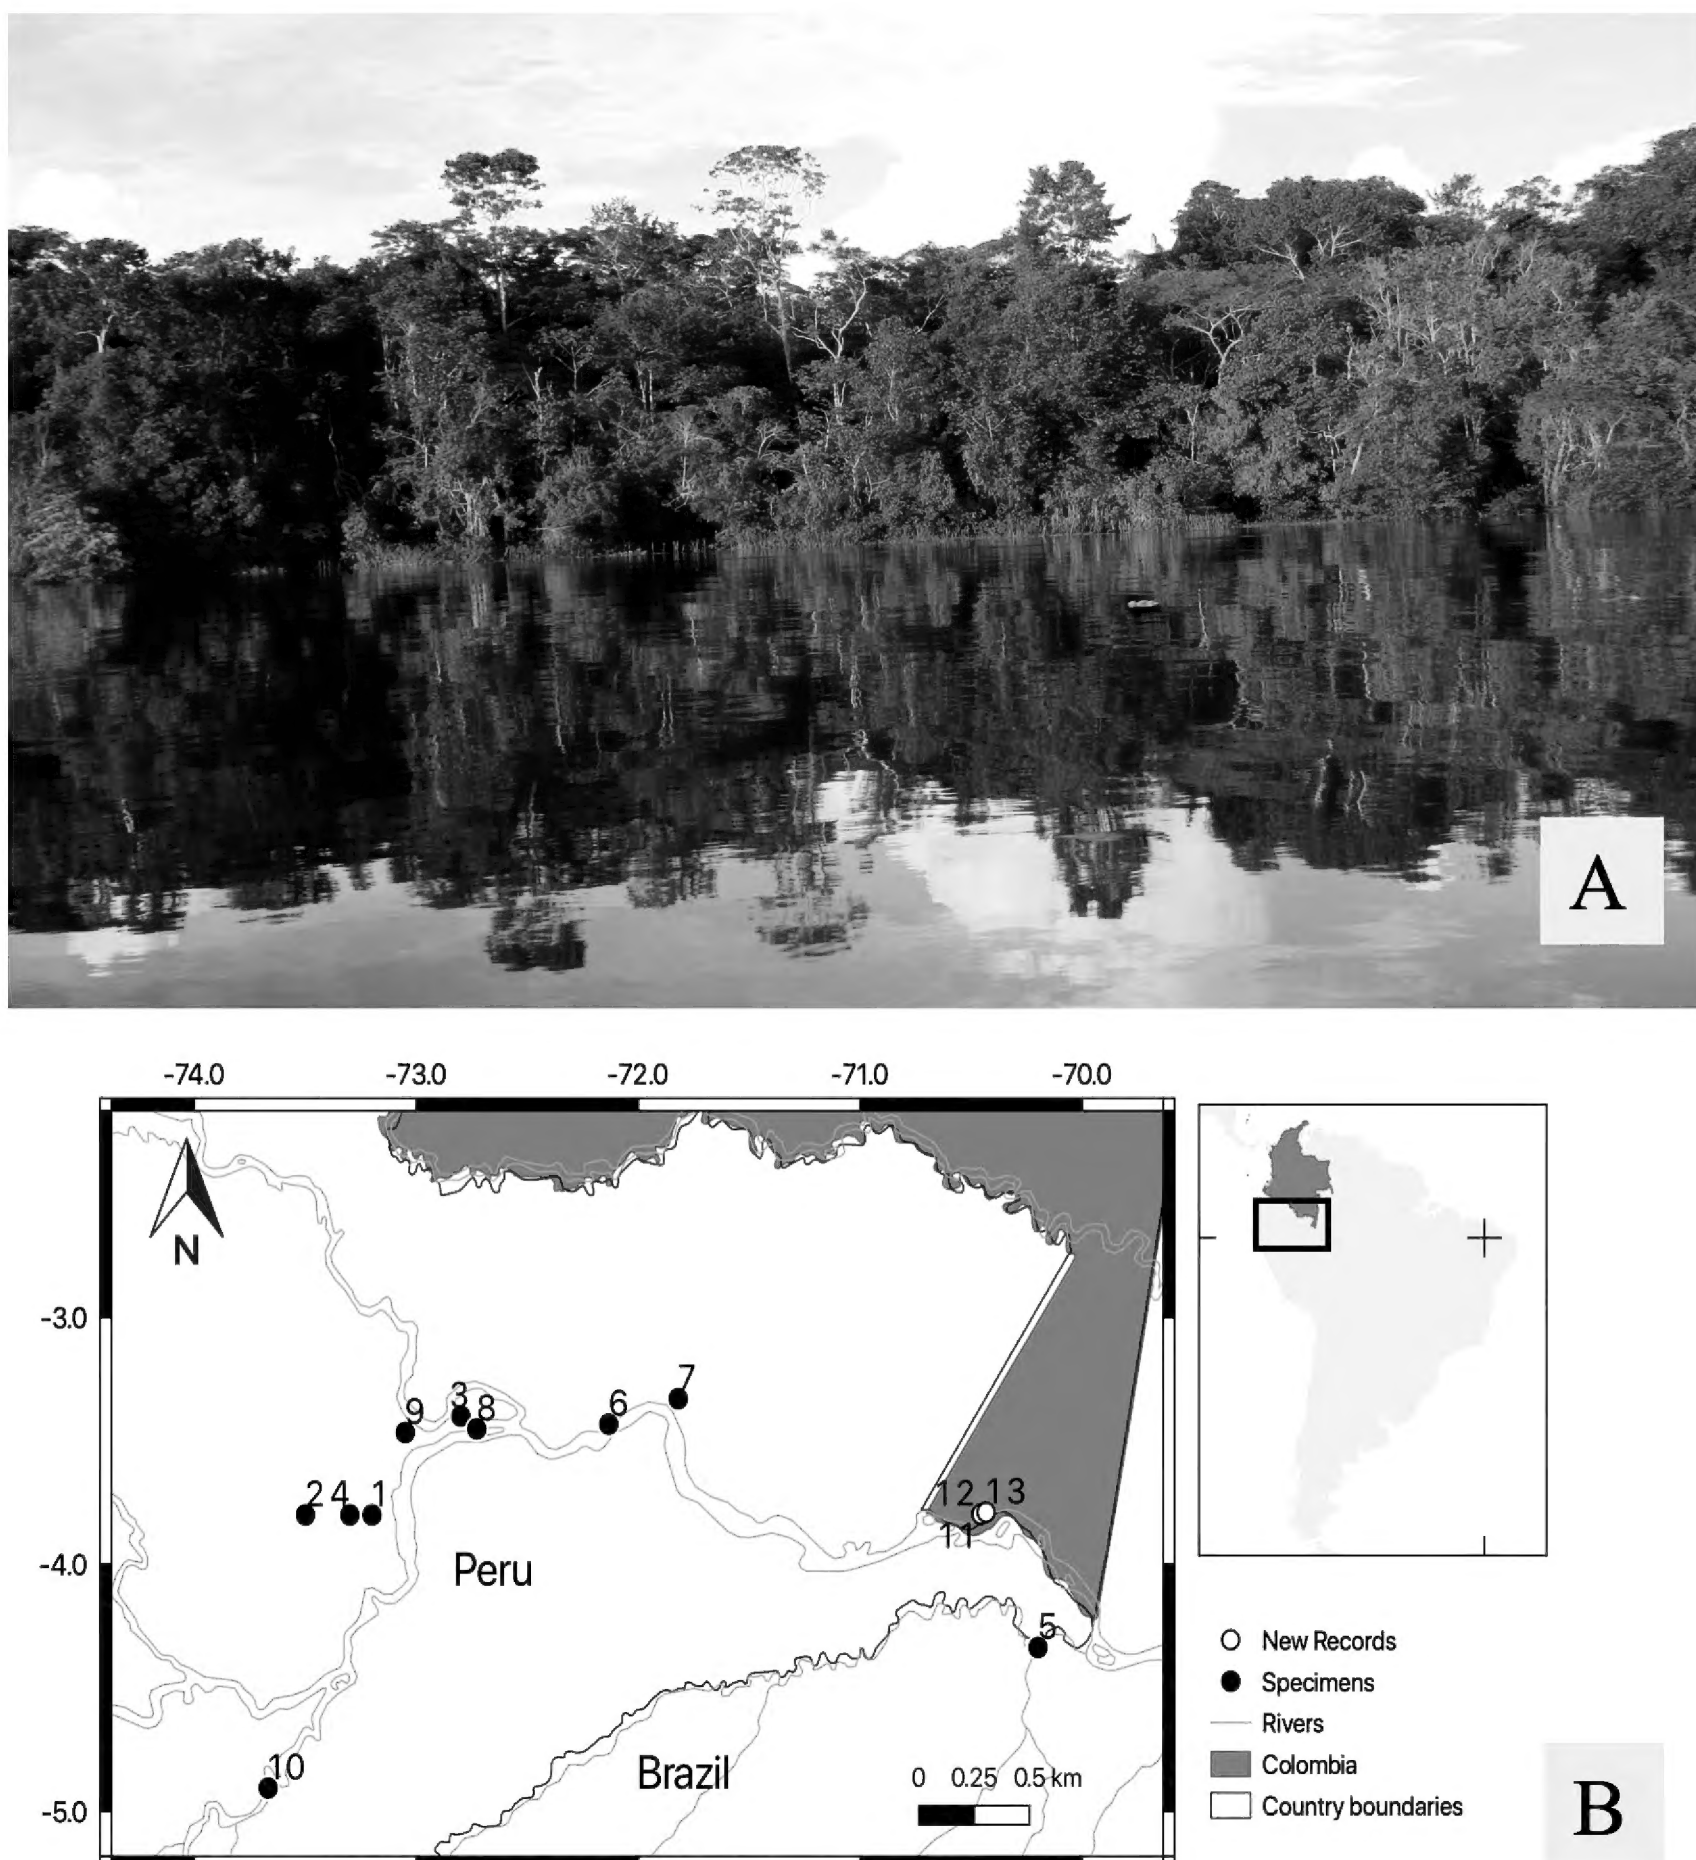 A
-74.0 -73.0 -72.0 -71.0 -70.0
N
-3.0
-4.0
-5.0
7
3
9 8 6
2 4 1
12 13
11
Peru
5
10
Brazil
0 0.25 0.5 km
New Records
Specimens
Rivers
Colombia
Country boundaries
B